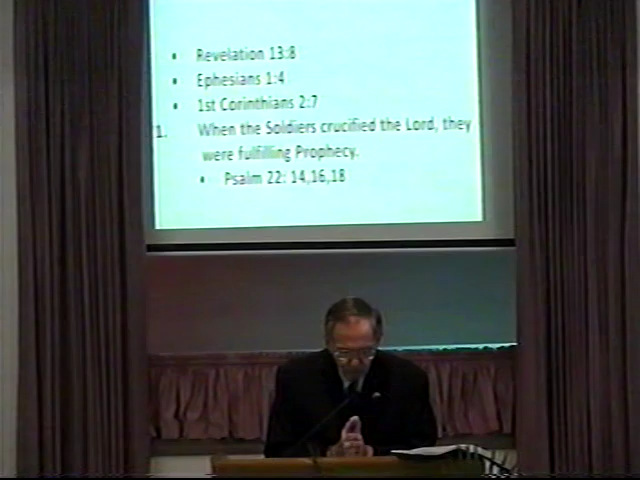 • Revelation 13:8
• Ephesians 1:4
• 1st Corinthians 2:7
1. When the Soldiers crucified the Lord, they
were fulfilling Prophecy.
• Psalm 22: 14,16,18